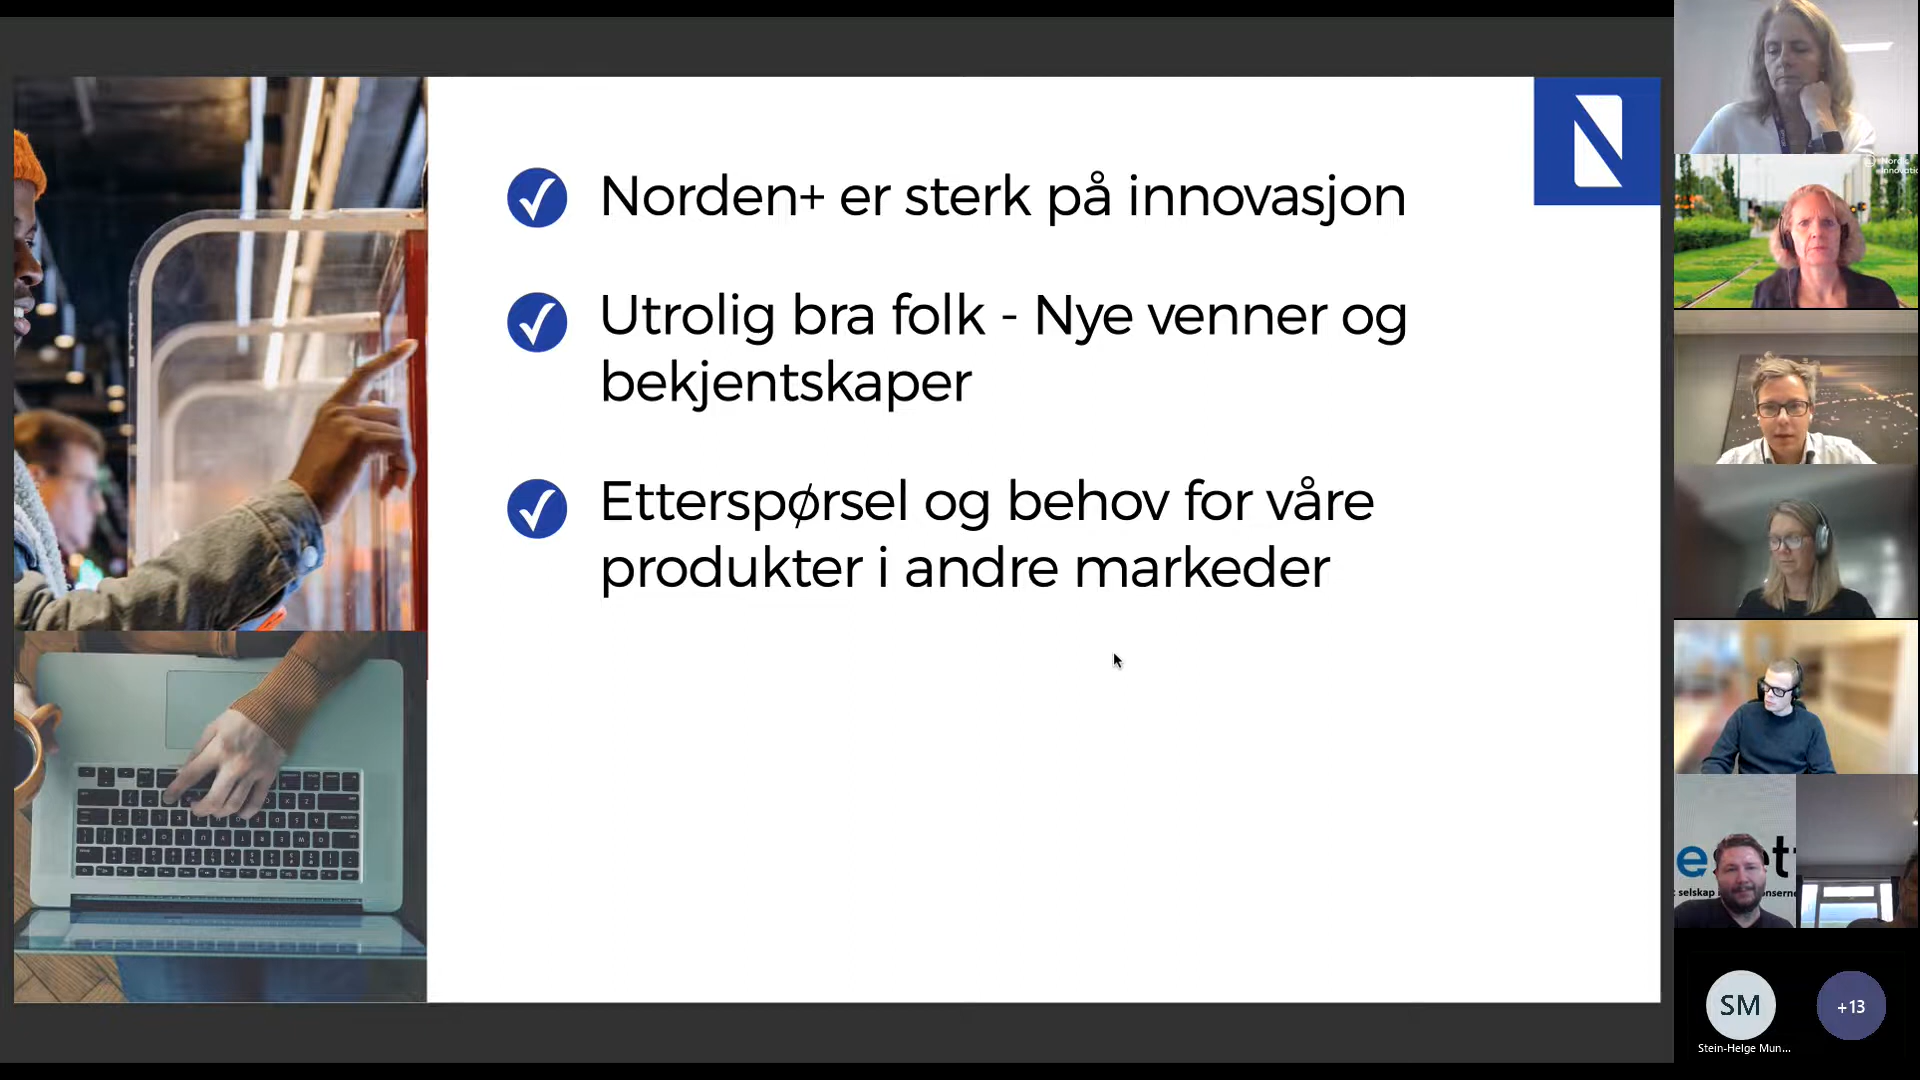 Norden+ er sterk på innovasjon
Utrolig bra folk - Nye venner og
bekjentskaper
Etterspørsel og behov for våre
produkter i andre markeder
N
Nordic
SM
+13
Stein-Helge Mun...